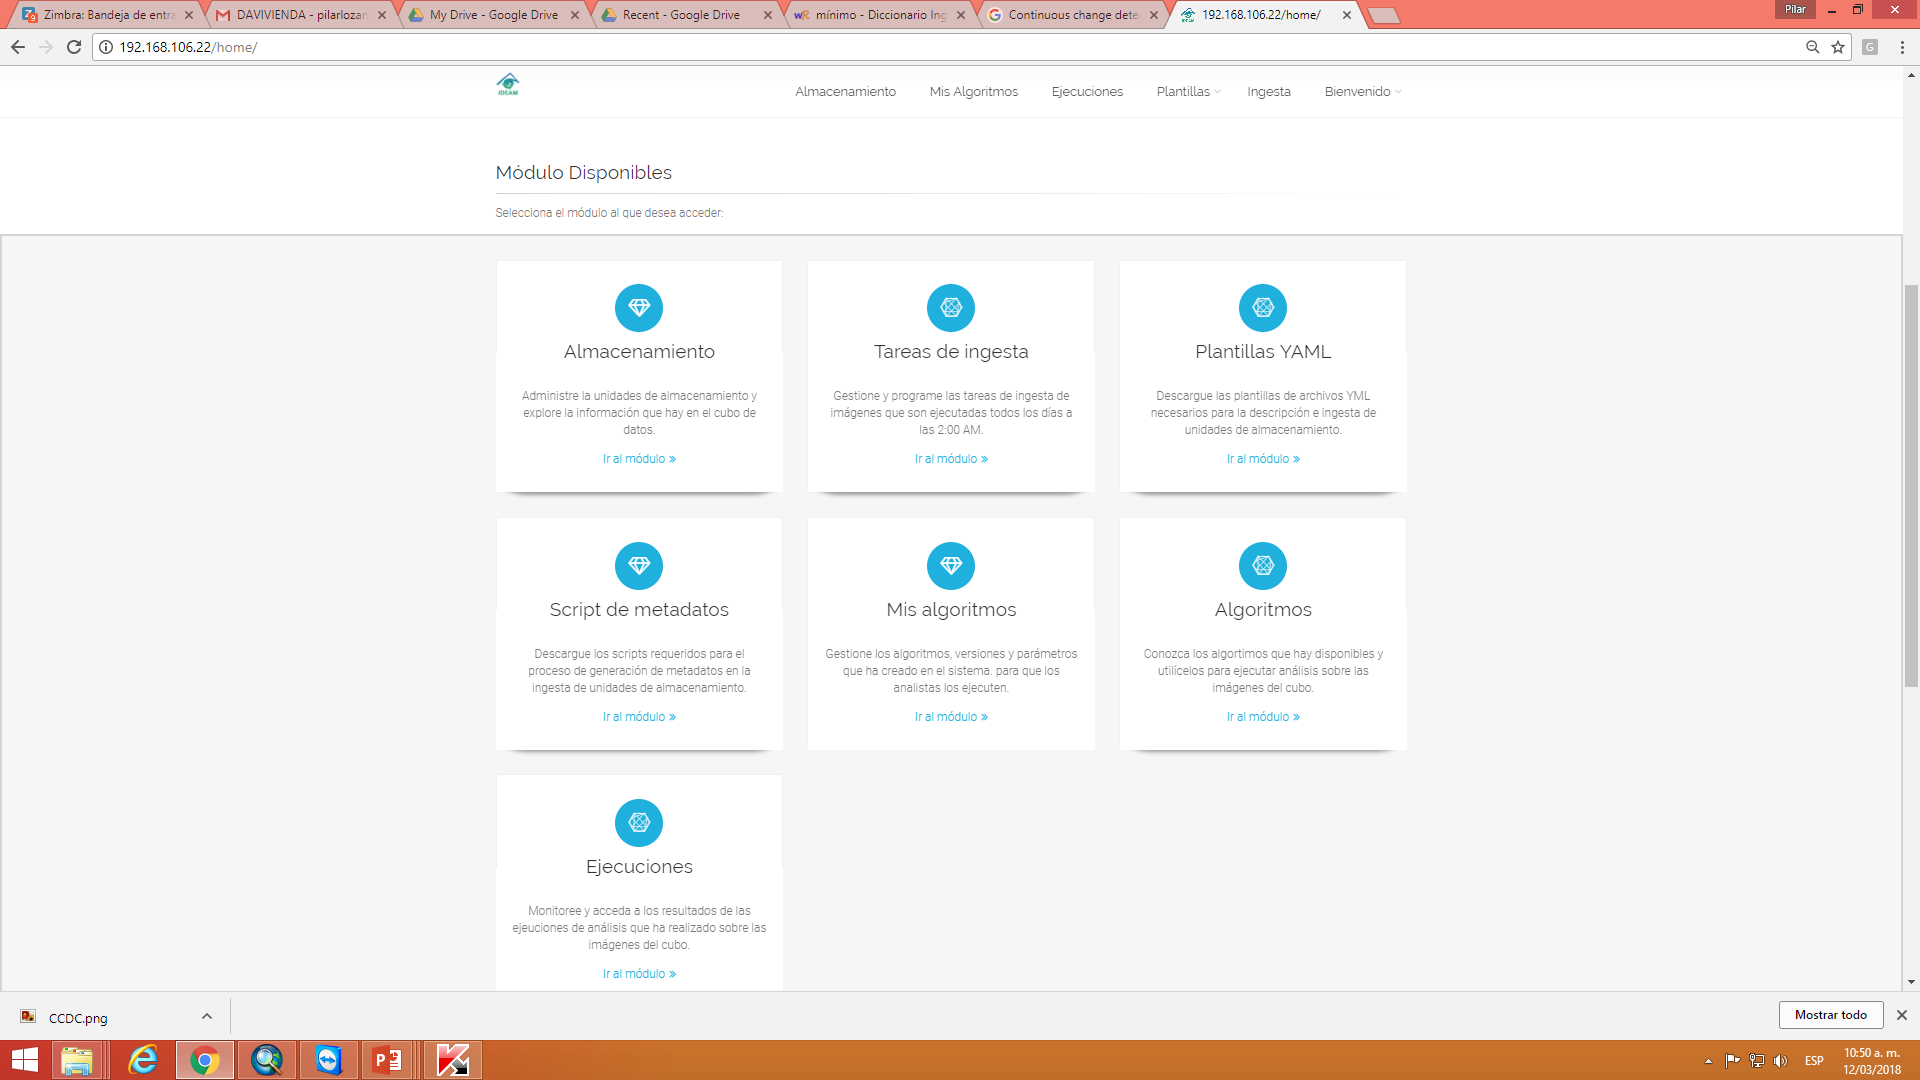 Zimbra: Bandeja de entra
DAVIVIENDA - pilarlozan
My Drive - Google Drive
Recent - Google Drive
mínimo - Diccionario Ing
Continuous change dete
192.168.106.22/home/
Pilar
192.168.106.22/home/
IDEAM
Almacenamiento
Mis Algoritmos
Ejecuciones
Plantillas
Ingesta
Bienvenido
Módulo Disponibles
Selecciona el módulo al que desea acceder:
Almacenamiento
Administre la unidades de almacenamiento y
explore la información que hay en el cubo de
datos.
Ir al módulo »
Tareas de ingesta
Gestione y programe las tareas de ingesta de
imágenes que son ejecutadas todos los días a
las 2:00 AM.
Ir al módulo »
Plantillas YAML
Descargue las plantillas de archivos YML
necesarios para la descripción e ingesta de
unidades de almacenamiento.
Ir al módulo »
Script de metadatos
Descargue los scripts requeridos para el
proceso de generación de metadatos en la
ingesta de unidades de almacenamiento.
Ir al módulo »
Mis algoritmos
Gestione los algoritmos, versiones y parámetros
que ha creado en el sistema. para que los
analistas los ejecuten.
Ir al módulo »
Algoritmos
Conozca los algortimos que hay disponibles y
utilícelos para ejecutar análisis sobre las
imágenes del cubo.
Ir al módulo »
Ejecuciones
Monitoree y acceda a los resultados de las
ejeuciones de análisis que ha realizado sobre las
imágenes del cubo.
Ir al módulo »
CCDC.png
Mostrar todo
ESP
10:50 a. m.
12/03/2018